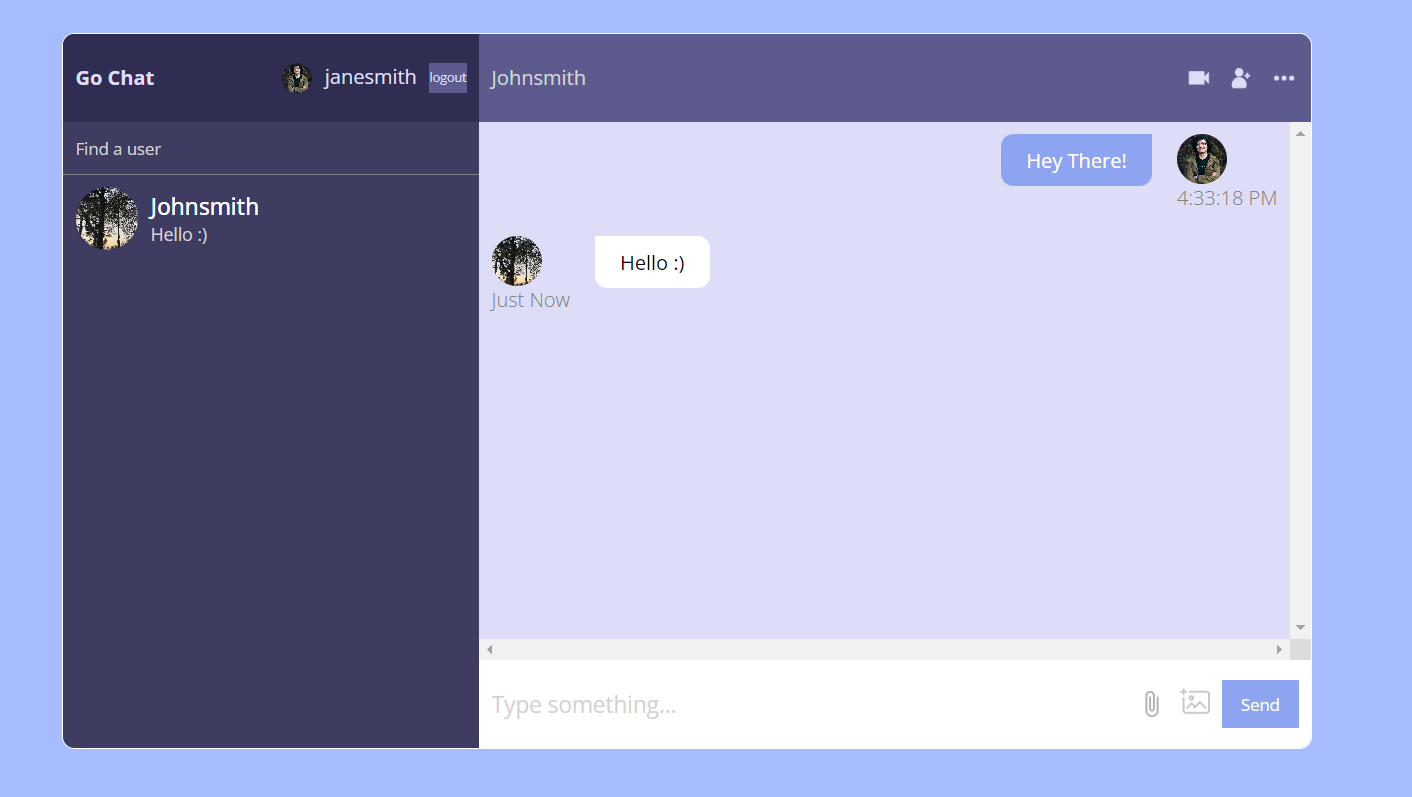 Go Chat
janesmith
logout
Johnsmith
Find a user
Johnsmith
Hello :)
Hey There!
4:33:18 PM
Hello :)
Just Now
Type something...
Send